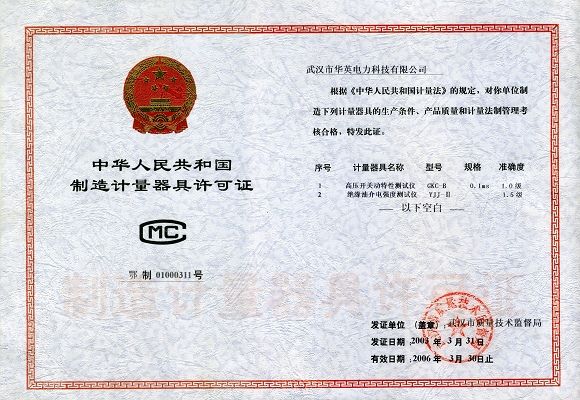 中华人民共和国
制造计量器具许可证
MC
鄂 制 01000311 号
武汉市华英电力科技有限公司
根据《中华人民共和国计量法》的规定，对你单位制
造下列计量器具的生产条件、产品质量和计量法制管理考
核合格，特发此证。
序号 计量器具名称 型号 规格 准确度
1 高压开关动特性测试仪 GKC-B 0.1ms 1.0 级
2 绝缘油介电强度测试仪 YJJ-Ⅱ 1.5 级
—— 以下空白 ——
制造计量器具许可证
发证单位 （盖章）：武汉市质量技术监督局
发证日期 2003 年 3 月 31 日
有效日期 2006 年 3 月 30 日止